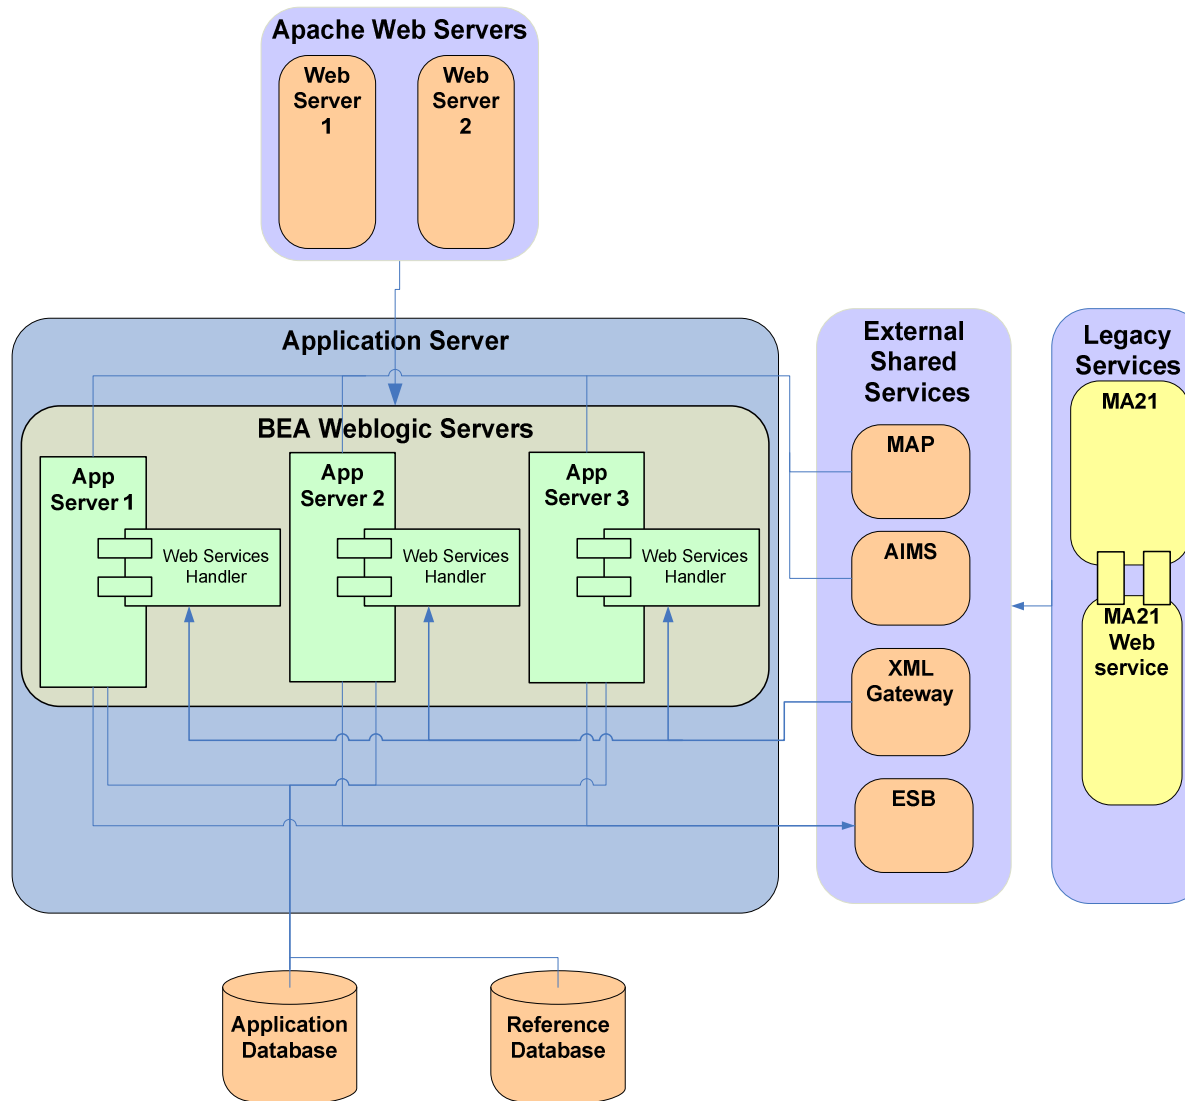 Apache Web Servers
Web
Server
1
Web
Server
2
Application Server
BEA Weblogic Servers
App
Server 1
Web Services
Handler
App
Server 2
Web Services
Handler
App
Server 3
Web Services
Handler
External
Shared
Services
MAP
AIMS
XML
Gateway
ESB
Legacy
Services
MA21
MA21
Web
service
Application
Database
Reference
Database